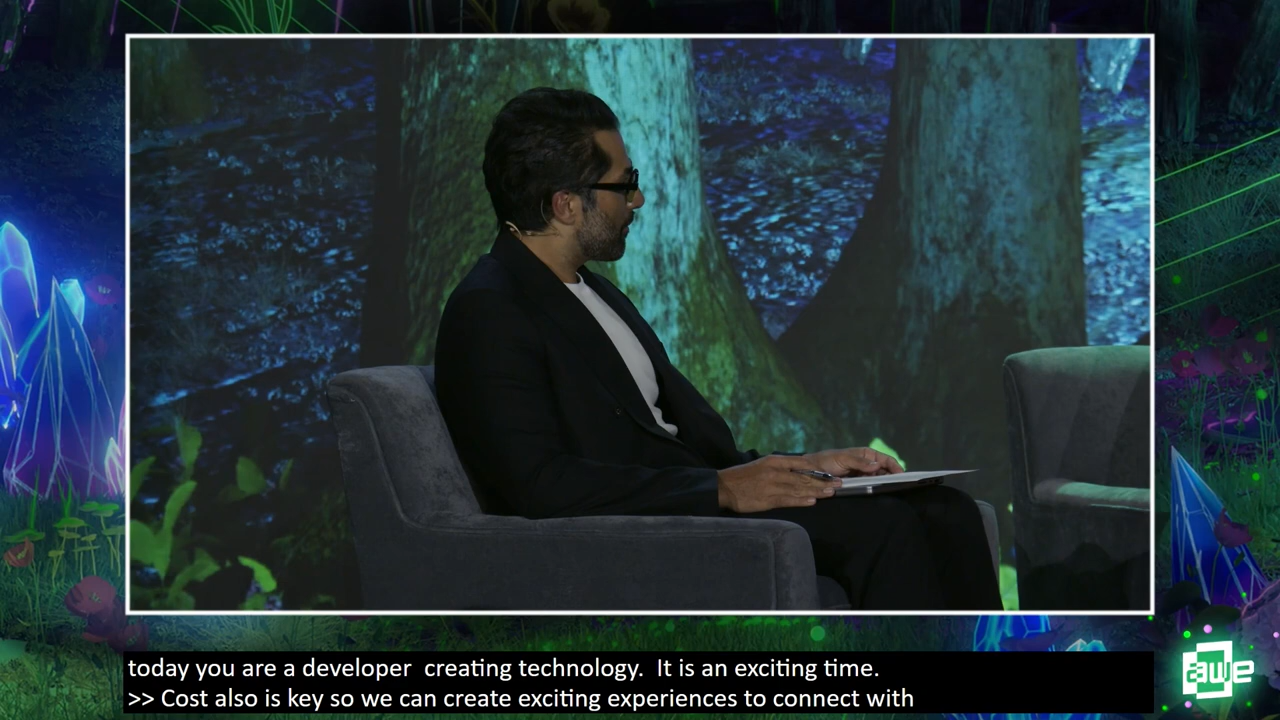 today you are a developer  creating technology.  It is an exciting time.
>> Cost also is key so we can create exciting experiences to connect with
awe